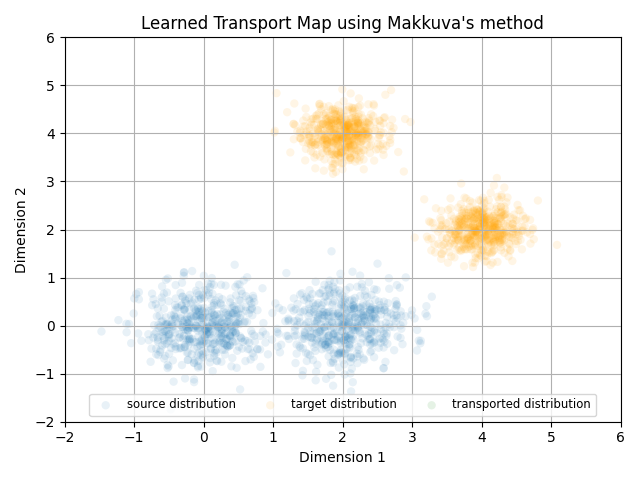 Learned Transport Map using Makkuva's method
6
5
4
3
2
1
0
−1
−2
Dimension 2
source distribution target distribution transported distribution
−2 −1 0 1 2 3 4 5 6
Dimension 1